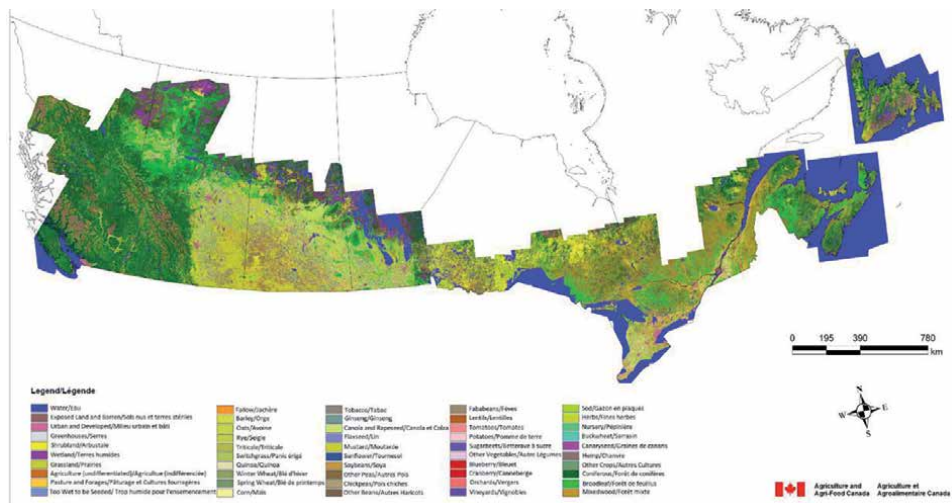 0 195 390 780
km
N
W E
S
Legend/Légende
Water/Eau
Exposed Land and Barren/Sols nus et terres stériles
Urban and Developed/Milieu urbain et bâti
Greenhouses/Serres
Shrubland/Arbustaie
Wetland/Terres humides
Grassland/Prairies
Agriculture (undifferentiated)/Agriculture (indifférenciée)
Pasture and Forages/Pâturage et Cultures fourragères
Too Wet to be Seeded/ Trop humide pour l'ensemencement
Fallow/Jachère
Barley/Orge
Oats/Avoine
Rye/Seigle
Triticale/Triticale
Switchgrass/Panic érigé
Quinoa/Quinoa
Winter Wheat/Blé d'hiver
Spring Wheat/Blé de printemps
Corn/Maïs
Tobacco/Tabac
Ginseng/Ginseng
Canola and Rapeseed/Canola et Colza
Flaxseed/Lin
Mustard/Moutarde
Sunflower/Tournesol
Soybeans/Soya
Other Peas/Autres Pois
Chickpeas/Pois chiches
Other Beans/Autres Haricots
Fababeans/Fèves
Lentils/Lentilles
Tomatoes/Tomates
Potatoes/Pomme de terre
Sugarbeets/Betterave à sucre
Other Vegetables/Autres Légumes
Blueberry/Bleuet
Cranberry/Canneberge
Orchards/Vergers
Vineyards/Vignobles
Sod/Gazon en plaques
Herbs/Fines herbes
Nursery/Pépinière
Buckwheat/Sarrasin
Canaryseed/Graines de canaris
Hemp/Chanvre
Other Crops/Autres Cultures
Coniferous/Forêt de conifères
Broadleaf/Forêt de feuillus
Mixedwood/Forêt mixte
Agriculture and Agri-Food Canada
Agriculture et Agroalimentaire Canada